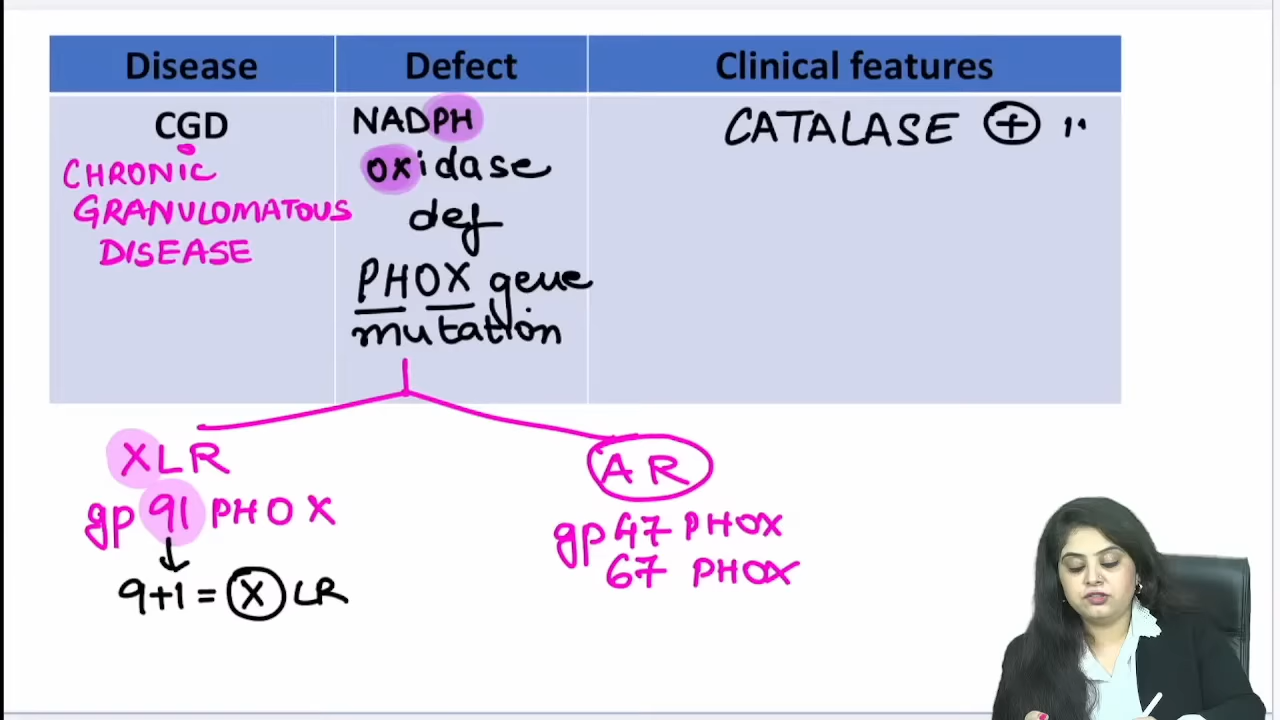 Disease Defect Clinical features
CGD
CHRONIC
GRANULOMATOUS
DISEASE
NADPH
oxidase
def
PHOX gene
mutation
CATALASE +
XLR
gp 91 PHOX
9+1 = X LR
AR
gp 47 PHOX
67 PHOX